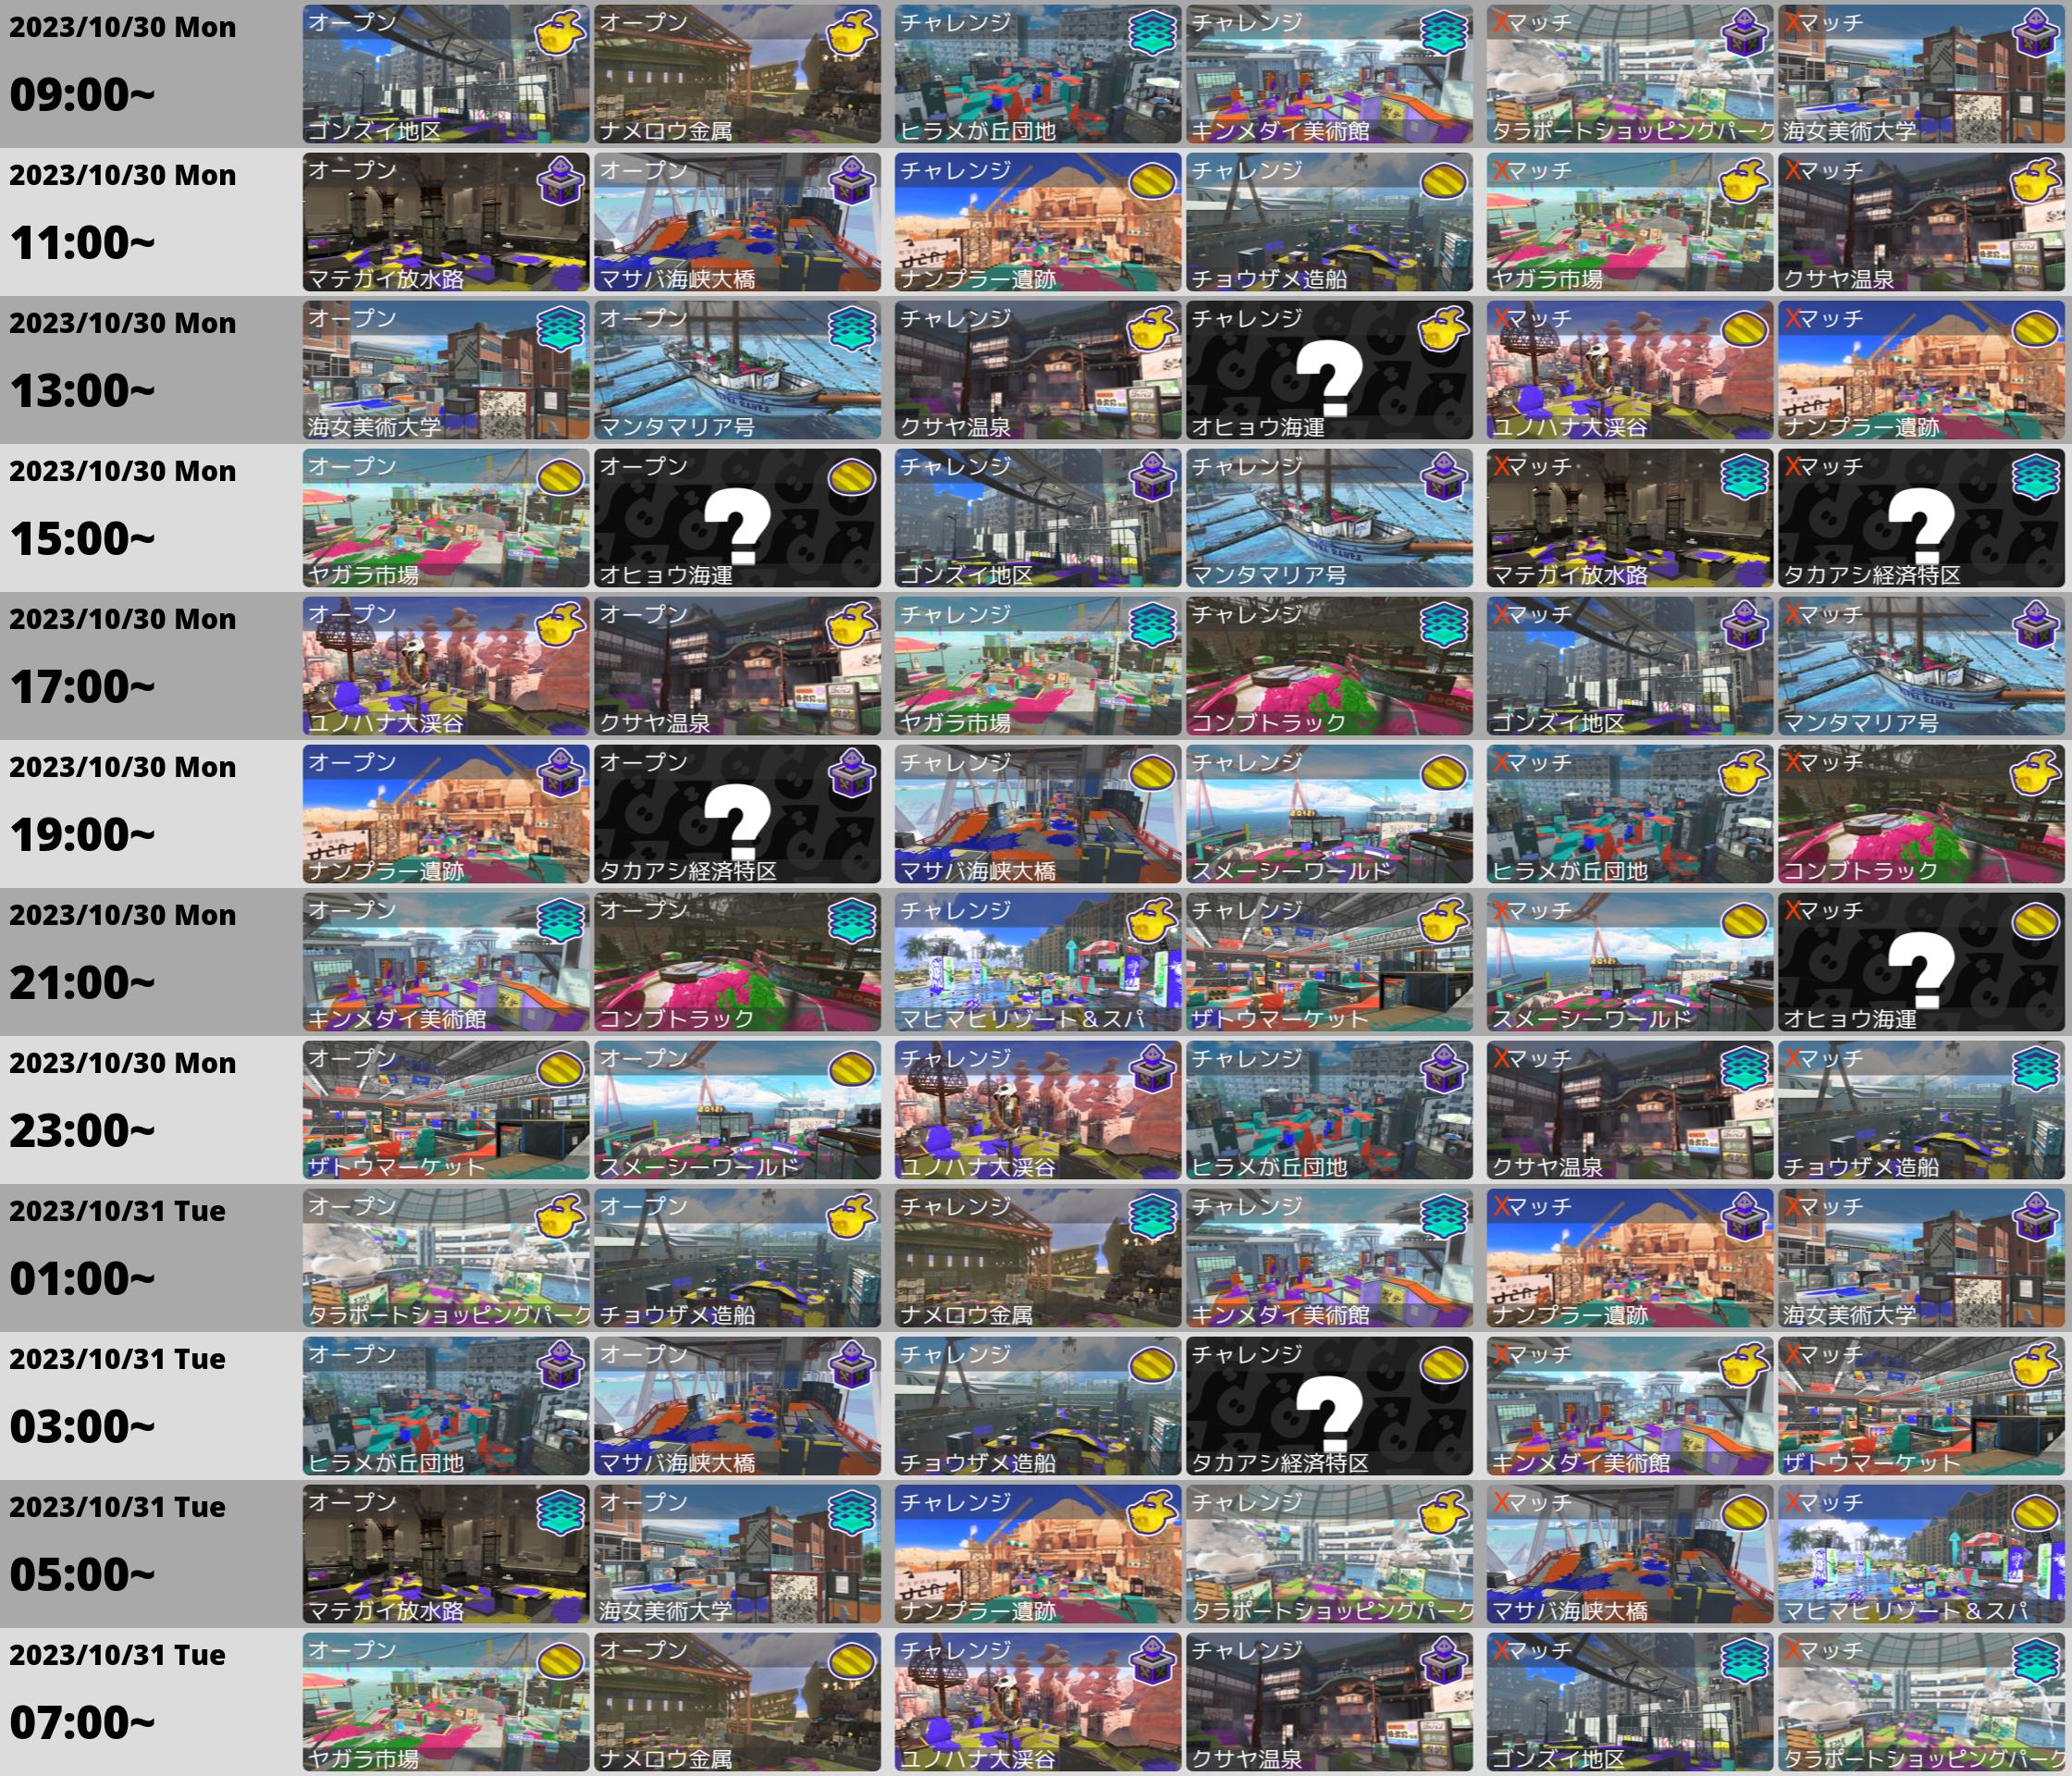 2023/10/30 Mon
09:00~
オープン オープン チャレンジ チャレンジ Xマッチ Xマッチ
ゴンズイ地区 ナメロウ金属 ヒラメが丘団地 キンメダイ美術館 タラポートショッピングパーク 海女美術大学
2023/10/30 Mon
11:00~
オープン オープン チャレンジ チャレンジ Xマッチ Xマッチ
マテガイ放水路 マサバ海峡大橋 ナンプラー遺跡 チョウザメ造船 ヤガラ市場 クサヤ温泉
2023/10/30 Mon
13:00~
オープン オープン チャレンジ チャレンジ Xマッチ Xマッチ
海女美術大学 マンタマリア号 クサヤ温泉 オヒョウ海運 ユノハナ大渓谷 ナンプラー遺跡
2023/10/30 Mon
15:00~
オープン オープン チャレンジ チャレンジ Xマッチ Xマッチ
ヤガラ市場 オヒョウ海運 ゴンズイ地区 マンタマリア号 マテガイ放水路 タカアシ経済特区
2023/10/30 Mon
17:00~
オープン オープン チャレンジ チャレンジ Xマッチ Xマッチ
ユノハナ大渓谷 クサヤ温泉 ヤガラ市場 コンブトラック ゴンズイ地区 マンタマリア号
2023/10/30 Mon
19:00~
オープン オープン チャレンジ チャレンジ Xマッチ Xマッチ
ナンプラー遺跡 タカアシ経済特区 マサバ海峡大橋 スメーシーワールド ヒラメが丘団地 コンブトラック
2023/10/30 Mon
21:00~
オープン オープン チャレンジ チャレンジ Xマッチ Xマッチ
キンメダイ美術館 コンブトラック マヒマヒリゾート＆スパ ザトウマーケット スメーシーワールド オヒョウ海運
2023/10/30 Mon
23:00~
オープン オープン チャレンジ チャレンジ Xマッチ Xマッチ
ザトウマーケット スメーシーワールド ユノハナ大渓谷 ヒラメが丘団地 クサヤ温泉 チョウザメ造船
2023/10/31 Tue
01:00~
オープン オープン チャレンジ チャレンジ Xマッチ Xマッチ
タラポートショッピングパーク チョウザメ造船 ナメロウ金属 キンメダイ美術館 ナンプラー遺跡 海女美術大学
2023/10/31 Tue
03:00~
オープン オープン チャレンジ チャレンジ Xマッチ Xマッチ
ヒラメが丘団地 マサバ海峡大橋 チョウザメ造船 タカアシ経済特区 キンメダイ美術館 ザトウマーケット
2023/10/31 Tue
05:00~
オープン オープン チャレンジ チャレンジ Xマッチ Xマッチ
マテガイ放水路 海女美術大学 ナンプラー遺跡 タラポートショッピングパーク マサバ海峡大橋 マヒマヒリゾート＆スパ
2023/10/31 Tue
07:00~
オープン オープン チャレンジ チャレンジ Xマッチ Xマッチ
ヤガラ市場 ナメロウ金属 ユノハナ大渓谷 クサヤ温泉 ゴンズイ地区 タラポートショッピングパーク